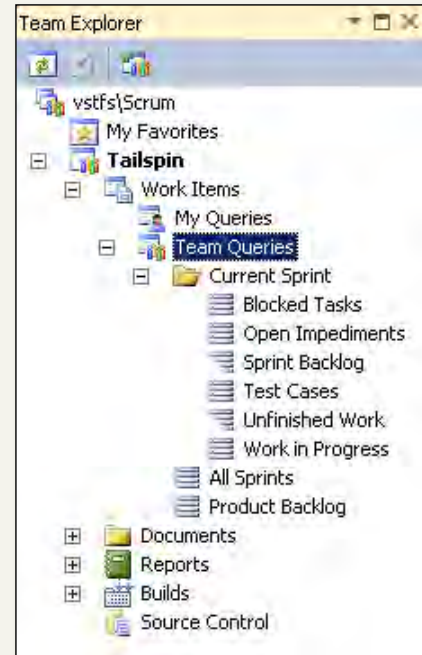 Team Explorer
vstfs\Scrum
My Favorites
Tailspin
Work Items
My Queries
Team Queries
Current Sprint
Blocked Tasks
Open Impediments
Sprint Backlog
Test Cases
Unfinished Work
Work in Progress
All Sprints
Product Backlog
Documents
Reports
Builds
Source Control